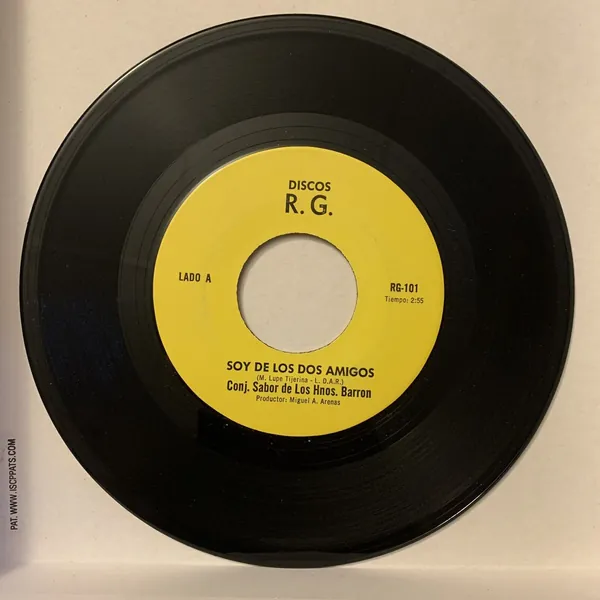 DISCOS
R. G.
LADO A
RG-101
Tiempo: 2:55
SOY DE LOS DOS AMIGOS
(M. Lupe Tijerina - L. D.A.R.)
Conj. Sabor de Los Hnos. Barron
Productor: Miguel A. Arenas
PAT. WWW.ISCPPATS.COM